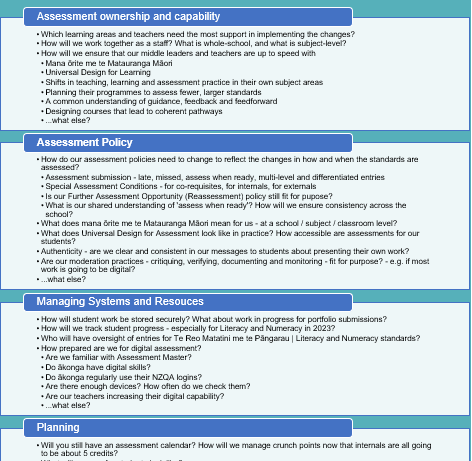 Assessment ownership and capability
• Which learning areas and teachers need the most support in implementing the changes?
• How will we work together as a staff? What is whole-school, and what is subject-level?
• How will we ensure that our middle leaders and teachers are up to speed with
• Mana ōrite me te Matauranga Māori
• Universal Design for Learning
• Shifts in teaching, learning and assessment practice in their own subject areas
• Planning their programmes to assess fewer, larger standards
• A common understanding of guidance, feedback and feedforward
• Designing courses that lead to coherent pathways
• ...what else?
Assessment Policy
• How do our assessment policies need to change to reflect the changes in how and when the standards are
assessed?
• Assessment submission - late, missed, assess when ready, multi-level and differentiated entries
• Special Assessment Conditions - for co-requisites, for internals, for externals
• Is our Further Assessment Opportunity (Reassessment) policy still fit for pupose?
• What is our shared understanding of 'assess when ready'? How will we ensure consistency across the
school?
• What does mana ōrite me te Matauranga Māori mean for us - at a school / subject / classroom level?
• What does Universal Design for Assessment look like in practice? How accessible are assessments for our
students?
• Authenticity - are we clear and consistent in our messages to students about presenting their own work?
• Are our moderation practices - critiquing, verifying, documenting and monitoring - fit for purpose? - e.g. if most
work is going to be digital?
• ...what else?
Managing Systems and Resouces
• How will student work be stored securely? What about work in progress for portfolio submissions?
• How will we track student progress - especially for Literacy and Numeracy in 2023?
• Who will have oversight of entries for Te Reo Matatini me te Pāngarau | Literacy and Numeracy standards?
• How prepared are we for digital assessment?
• Are we familiar with Assessment Master?
• Do ākonga have digital skills?
• Do ākonga regularly use their NZQA logins?
• Are there enough devices? How often do we check them?
• Are our teachers increasing their digital capability?
• ...what else?
Planning
• Will you still have an assessment calendar? How will we manage crunch points now that internals are all going
to be about 5 credits?